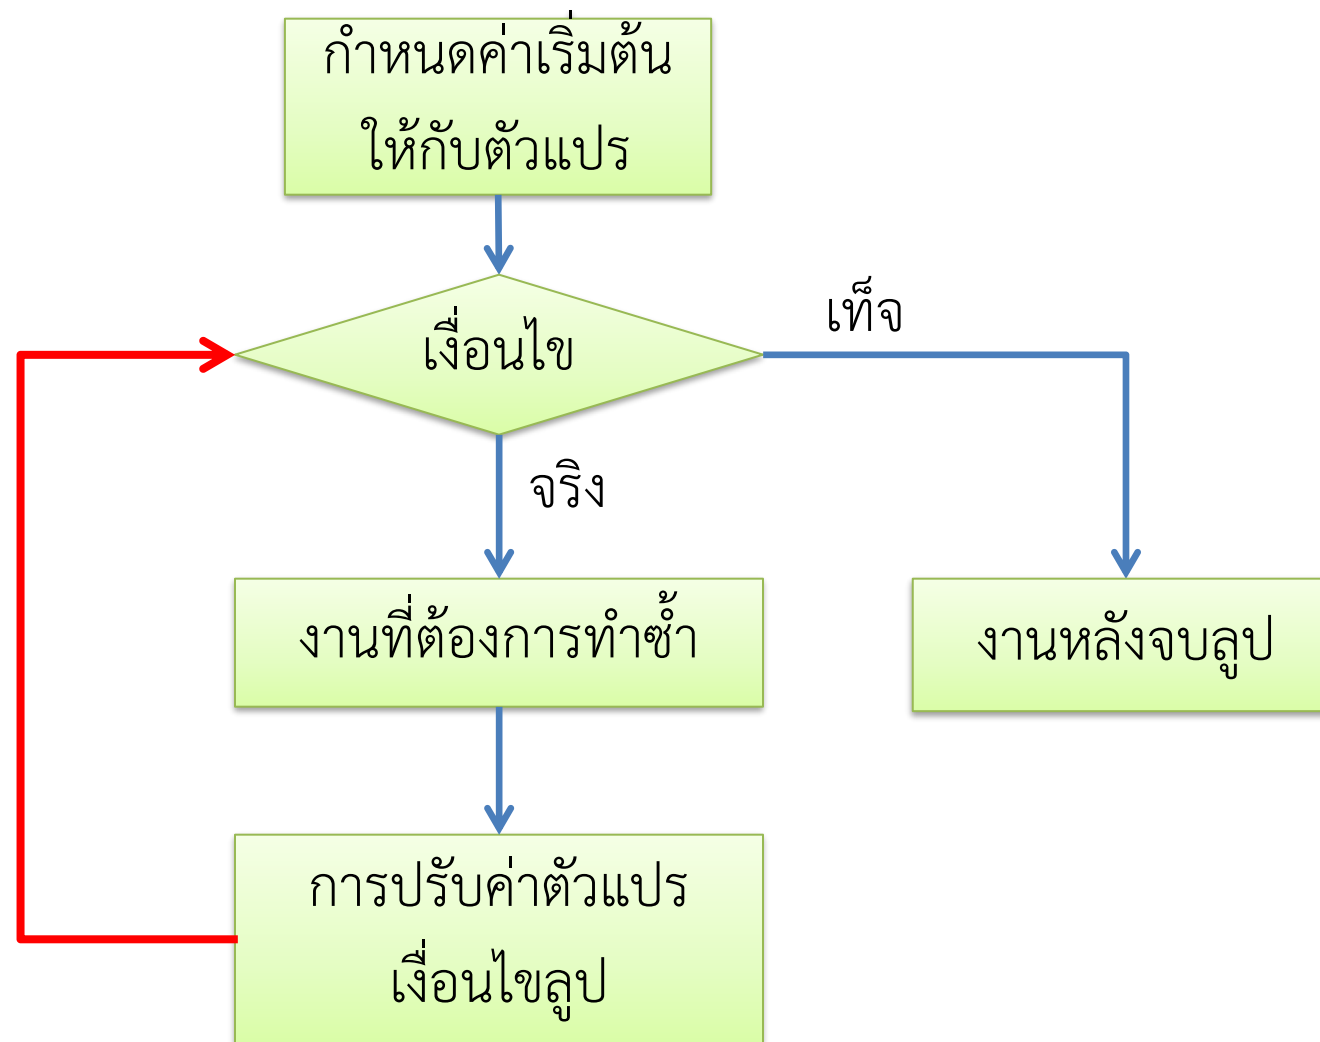 กำหนดค่าเริ่มต้น
ให้กับตัวแปร
เท็จ
เงื่อนไข
จริง
งานที่ต้องการทำซ้ำ
งานหลังจบลูป
การปรับค่าตัวแปร
เงื่อนไขลูป